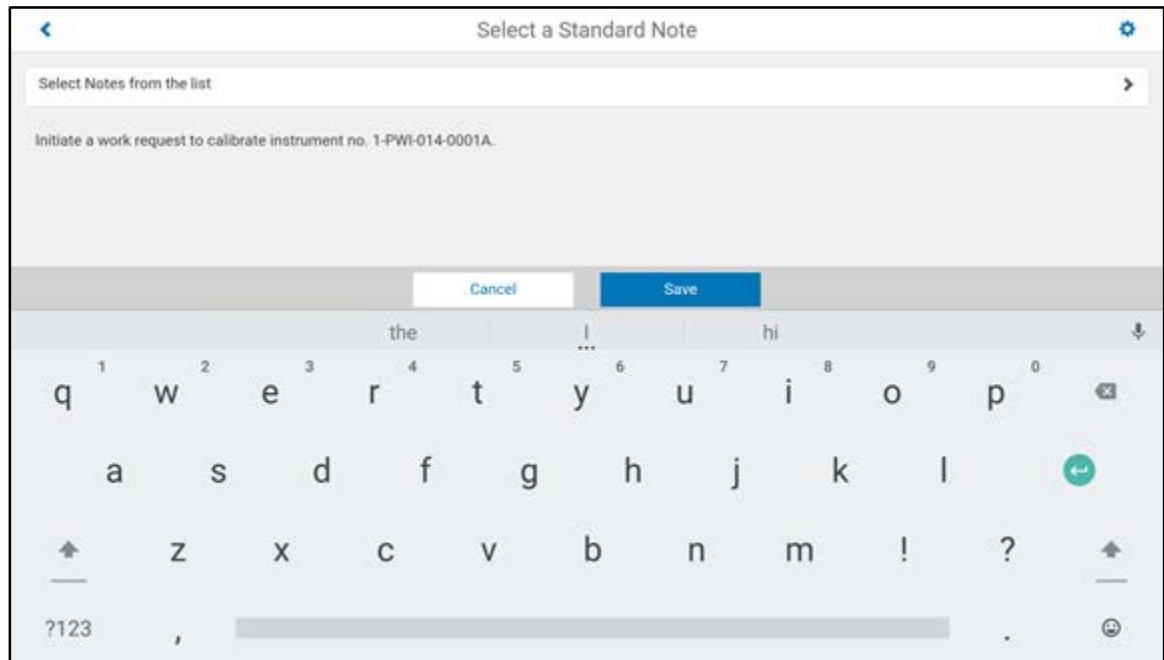 Select a Standard Note
Select Notes from the list
Initiate a work request to calibrate instrument no. 1-PWI-014-0001A.
Cancel Save
the I hi
1 2 3 4 5 6 7 8 9 0
q w e r t y u i o p
a s d f g h j k l
z x c v b n m ! ?
?123 , .